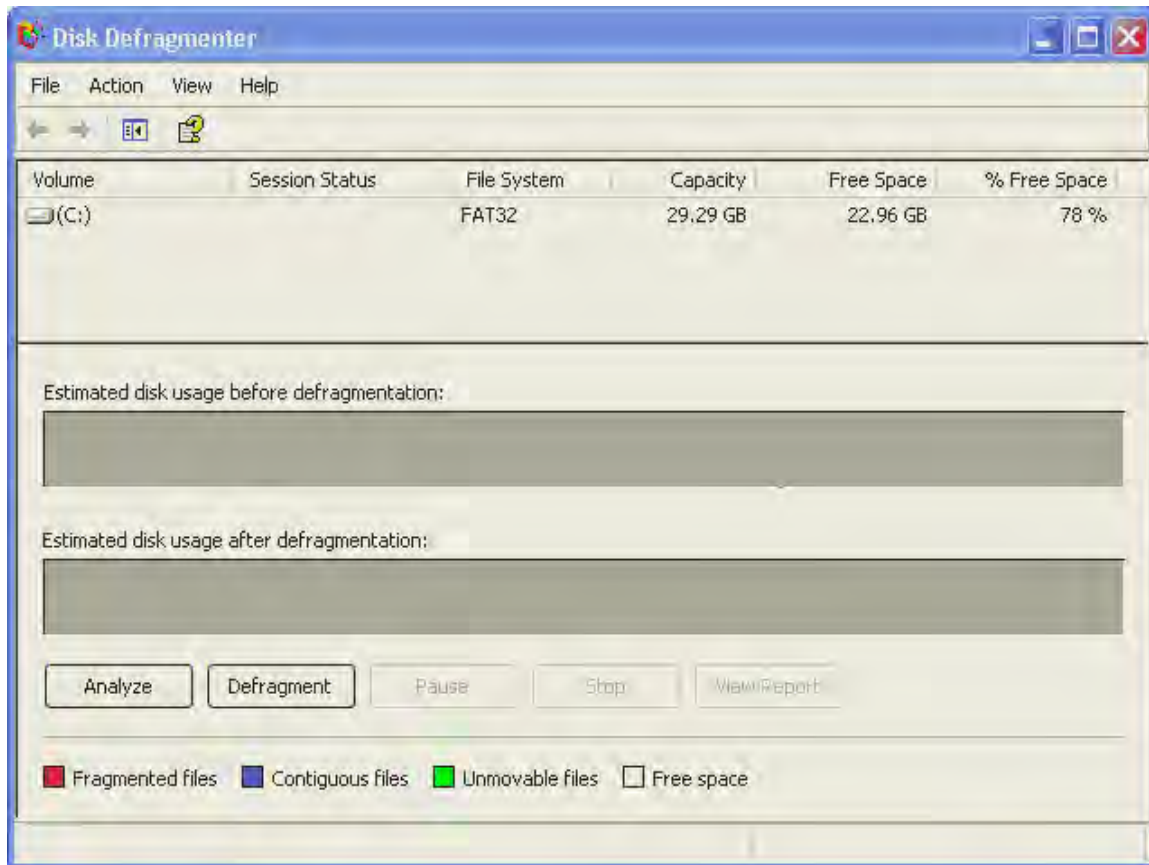 Disk Defragmenter
File Action View Help
Volume Session Status File System Capacity Free Space % Free Space
(C:) FAT32 29.29 GB 22.96 GB 78 %
Estimated disk usage before defragmentation:
Estimated disk usage after defragmentation:
Analyze Defragment Pause Stop View Report
Fragmented files Contiguous files Unmovable files Free space